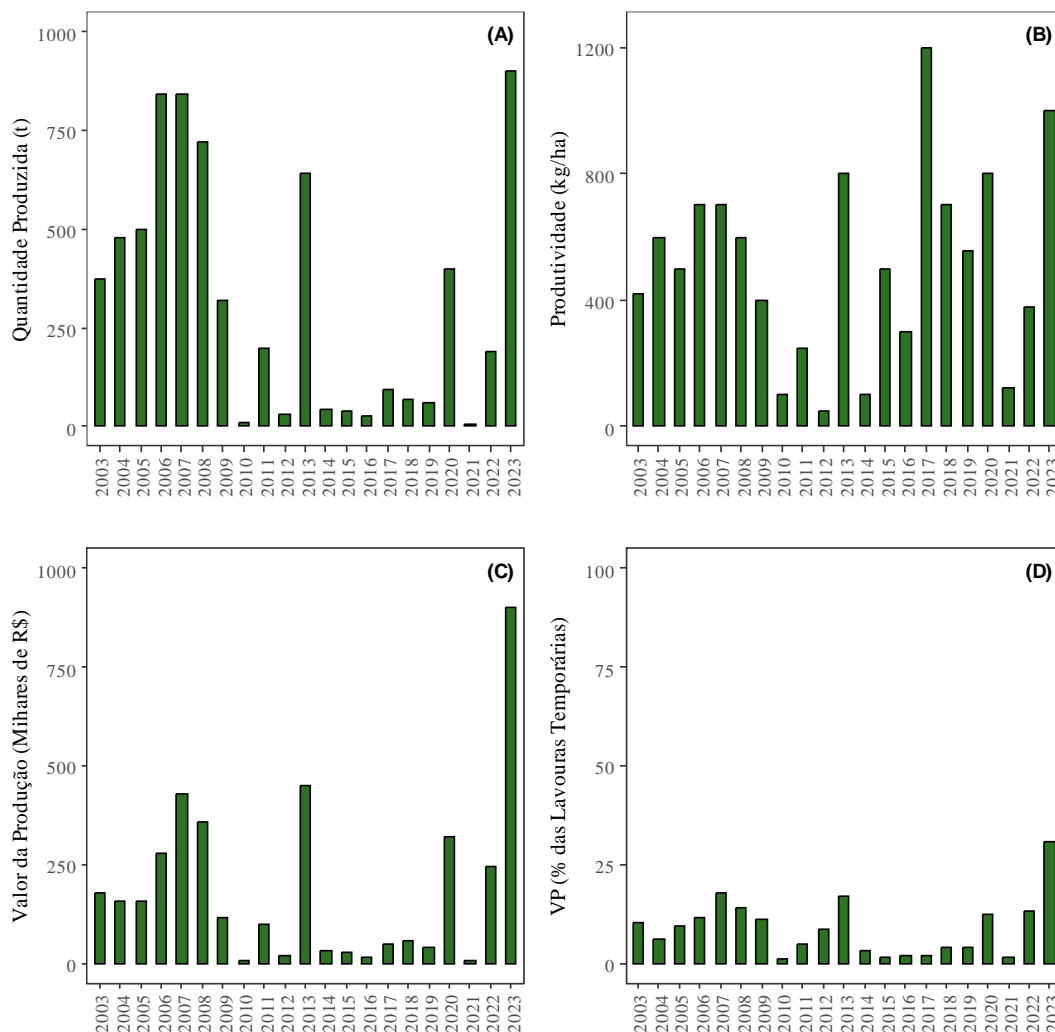 (A)
Quantidade Produzida (t)
1000
750
500
250
0
2003 2004 2005 2006 2007 2008 2009 2010 2011 2012 2013 2014 2015 2016 2017 2018 2019 2020 2021 2022 2023
(B)
Produtividade (kg/ha)
1200
800
400
0
2003 2004 2005 2006 2007 2008 2009 2010 2011 2012 2013 2014 2015 2016 2017 2018 2019 2020 2021 2022 2023
(C)
Valor da Produção (Mihares de R$)
1000
750
500
250
0
2003 2004 2005 2006 2007 2008 2009 2010 2011 2012 2013 2014 2015 2016 2017 2018 2019 2020 2021 2022 2023
(D)
VP (% das Lavouras Temporárias)
100
75
50
25
0
2003 2004 2005 2006 2007 2008 2009 2010 2011 2012 2013 2014 2015 2016 2017 2018 2019 2020 2021 2022 2023